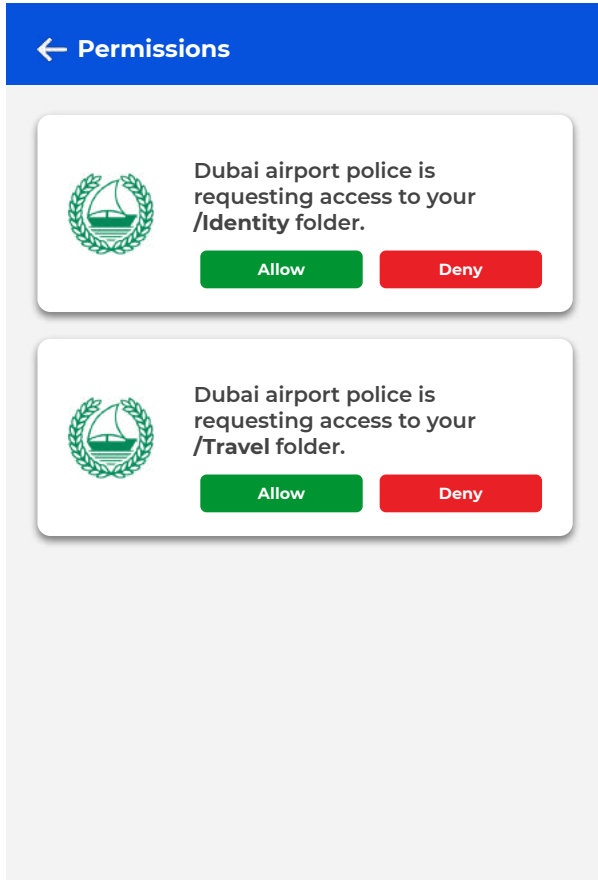 Permissions
Dubai airport police is
requesting access to your
/Identity folder.
Allow
Deny
Dubai airport police is
requesting access to your
/Travel folder.
Allow
Deny